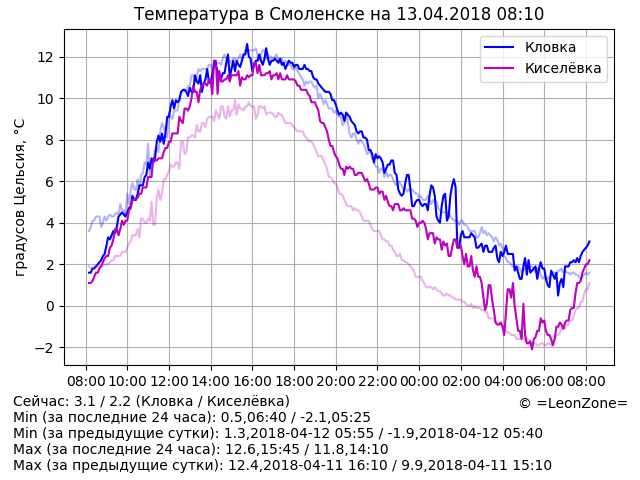 Температура в Смоленске на 13.04.2018 08:10
Кловка
Киселёвка
градусов Цельсия, °C
12
10
8
6
4
2
0
−2
08:00 10:00 12:00 14:00 16:00 18:00 20:00 22:00 00:00 02:00 04:00 06:00 08:00
Сейчас: 3.1 / 2.2 (Кловка / Киселёвка)
© =LeonZone=
Min (за последние 24 часа): 0.5,06:40 / -2.1,05:25
Min (за предыдущие сутки): 1.3,2018-04-12 05:55 / -1.9,2018-04-12 05:40
Max (за последние 24 часа): 12.6,15:45 / 11.8,14:10
Max (за предыдущие сутки): 12.4,2018-04-11 16:10 / 9.9,2018-04-11 15:10